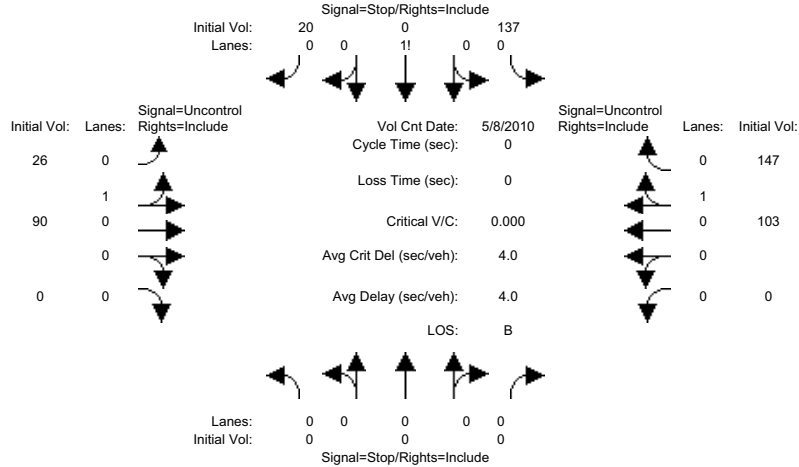 Signal=Stop/Rights=Include
Initial Vol: 20 0 137
Lanes: 0 0 1! 0 0
Signal=Uncontrol Signal=Uncontrol
Initial Vol: Lanes: Rights=Include Vol Cnt Date: 5/8/2010 Rights=Include Lanes: Initial Vol:
Cycle Time (sec): 0
26 0 0 147
Loss Time (sec): 0
1 1
90 0 Critical V/C: 0.000 0 103
0 Avg Crit Del (sec/veh): 4.0 0
0 0 Avg Delay (sec/veh): 4.0 0 0
LOS: B
Lanes: 0 0 0 0 0
Initial Vol: 0 0 0
Signal=Stop/Rights=Include